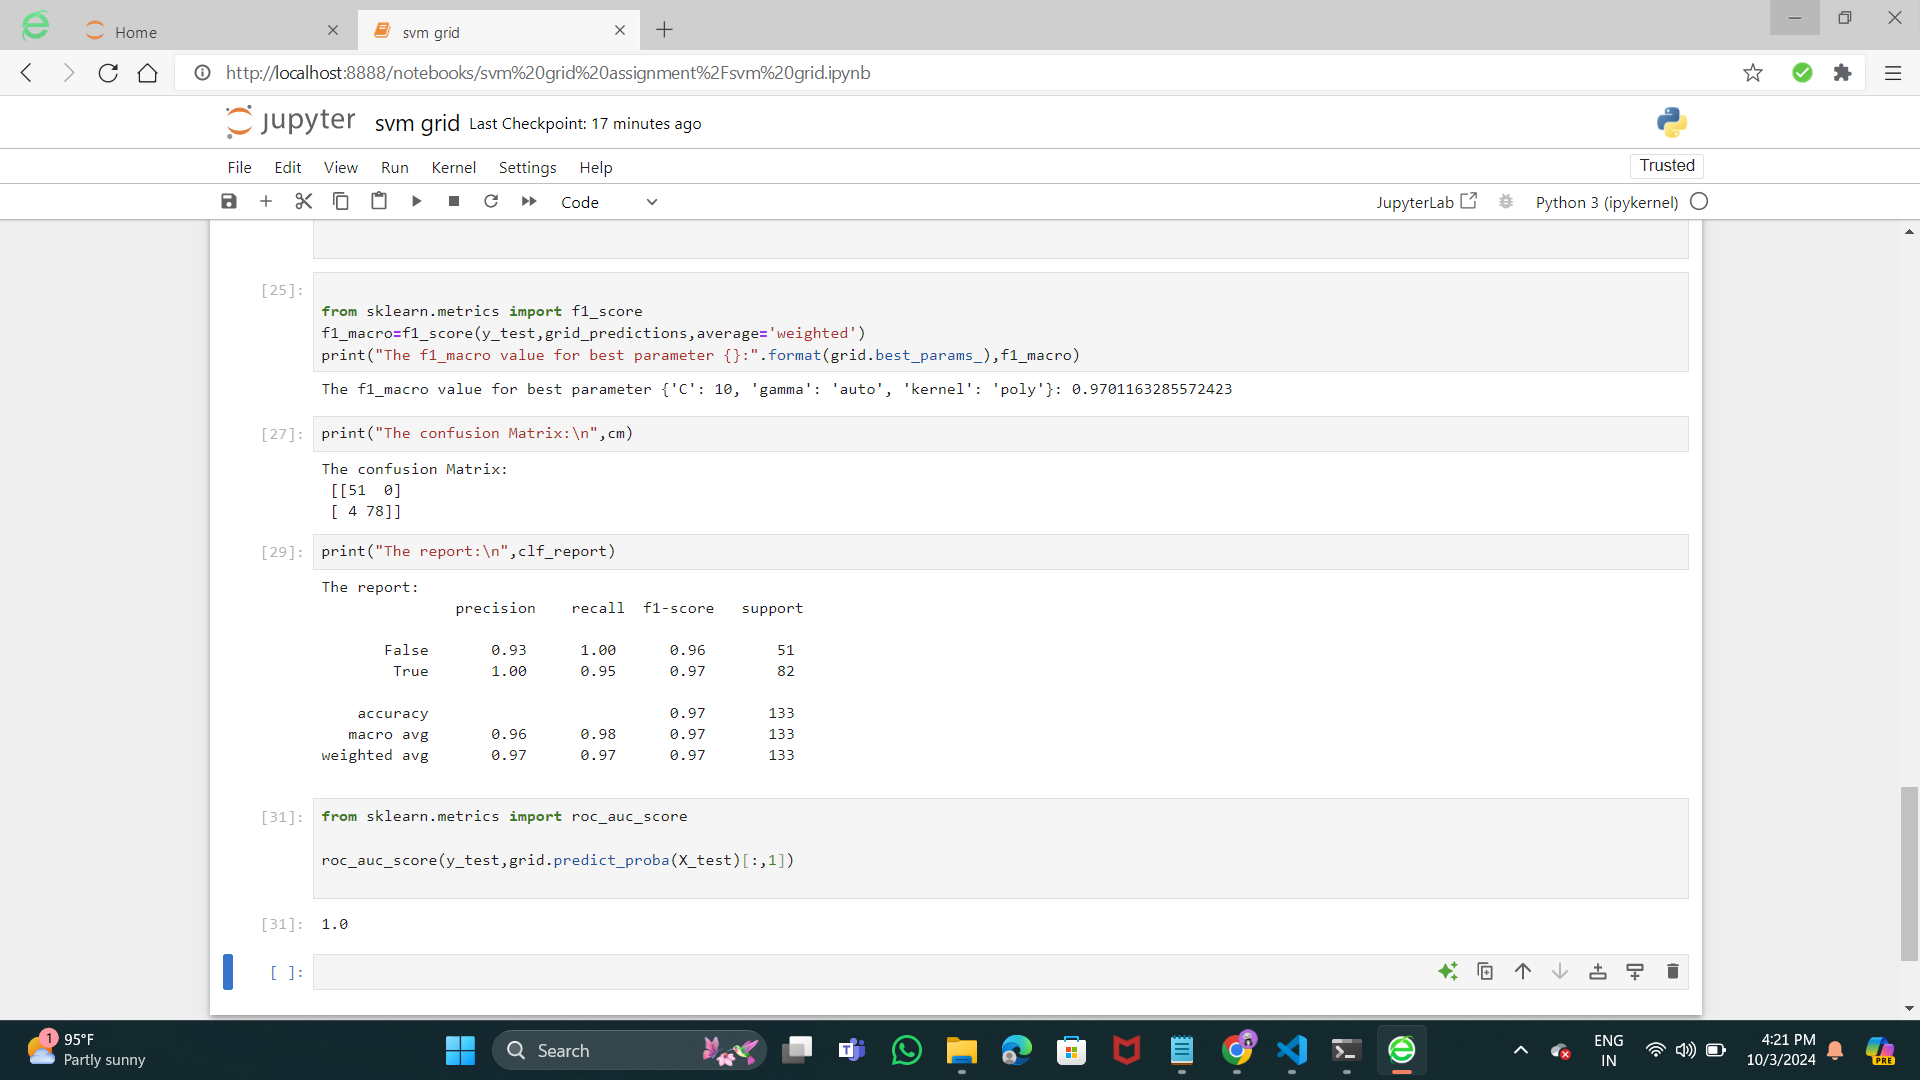 Home
svm grid
http://localhost:8888/notebooks/svm%20grid%20assignment%2Fsvm%20grid.ipynb
jupyter svm grid Last Checkpoint: 17 minutes ago
File Edit View Run Kernel Settings Help
Trusted
Code
JupyterLab
Python 3 (ipykernel)
[25]:
from sklearn.metrics import f1_score
f1_macro=f1_score(y_test,grid_predictions,average='weighted')
print("The f1_macro value for best parameter {}:".format(grid.best_params_),f1_macro)
The f1_macro value for best parameter {'C': 10, 'gamma': 'auto', 'kernel': 'poly'}: 0.9701163285572423
[27]: print("The confusion Matrix:\n",cm)
The confusion Matrix:
[[51  0]
[ 4 78]]
[29]: print("The report:\n",clf_report)
The report:
precision    recall  f1-score   support
False       0.93      1.00      0.96        51
True       1.00      0.95      0.97        82
accuracy                           0.97       133
macro avg       0.96      0.98      0.97       133
weighted avg       0.97      0.97      0.97       133
[31]: from sklearn.metrics import roc_auc_score
roc_auc_score(y_test,grid.predict_proba(X_test)[:,1])
[31]: 1.0
[ ]:
1
95°F
Partly sunny
Search
T
PRE
ENG
IN
4:21 PM
10/3/2024